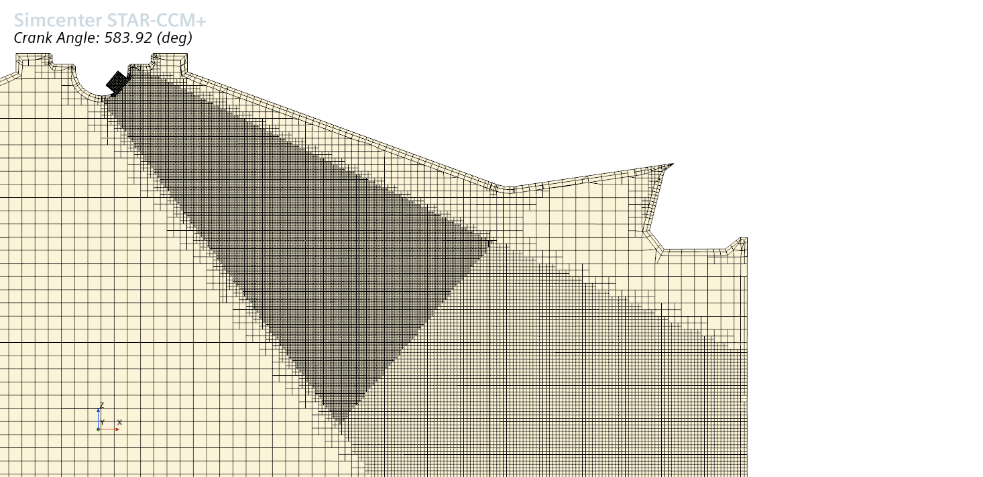 Simcenter STAR-CCM+
Crank Angle: 583.92 (deg)
Z
Y
X